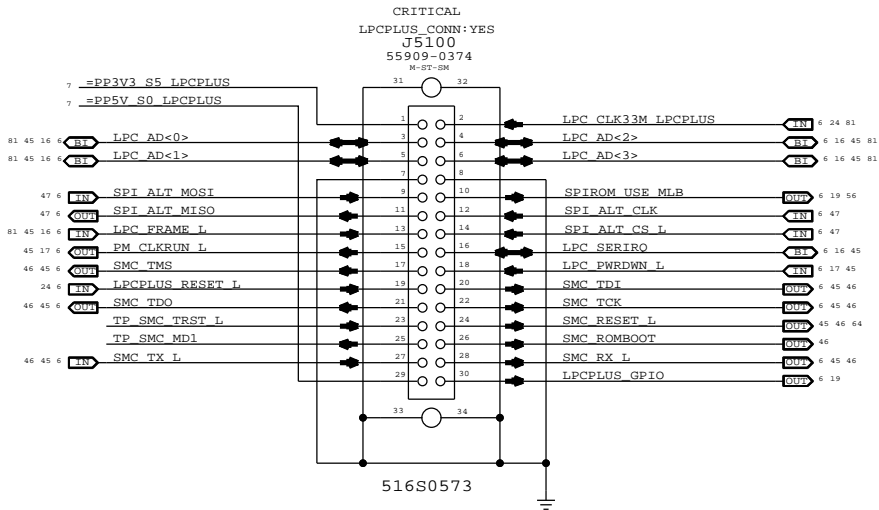 CRITICAL
LPCPLUS_CONN:YES
J5100
55909-0374
M-ST-SM
31 32
7 =PP3V3_S5_LPCPLUS
7 =PP5V_S0_LPCPLUS
1 2 LPC_CLK33M_LPCPLUS IN 6 24 81
81 45 16 6 BI LPC_AD<0> 3 4 LPC_AD<2> BI 6 16 45 81
81 45 16 6 BI LPC_AD<1> 5 6 LPC_AD<3> BI 6 16 45 81
7 8
47 6 IN SPI_ALT_MOSI 9 10 SPIROM_USE_MLB OUT 6 19 56
47 6 OUT SPI_ALT_MISO 11 12 SPI_ALT_CLK IN 6 47
81 45 16 6 IN LPC_FRAME_L 13 14 SPI_ALT_CS_L IN 6 47
45 17 6 OUT PM_CLKRUN_L 15 16 LPC_SERIRQ BI 6 16 45
46 45 6 OUT SMC_TMS 17 18 LPC_PWRDWN_L IN 6 17 45
24 6 IN LPCPLUS_RESET_L 19 20 SMC_TDI OUT 6 45 46
46 45 6 OUT SMC_TDO 21 22 SMC_TCK OUT 6 45 46
TP_SMC_TRST_L 23 24 SMC_RESET_L OUT 45 46 64
TP_SMC_MD1 25 26 SMC_ROMBOOT OUT 46
46 45 6 IN SMC_TX_L 27 28 SMC_RX_L OUT 6 45 46
29 30 LPCPLUS_GPIO OUT 6 19
33 34
516S0573